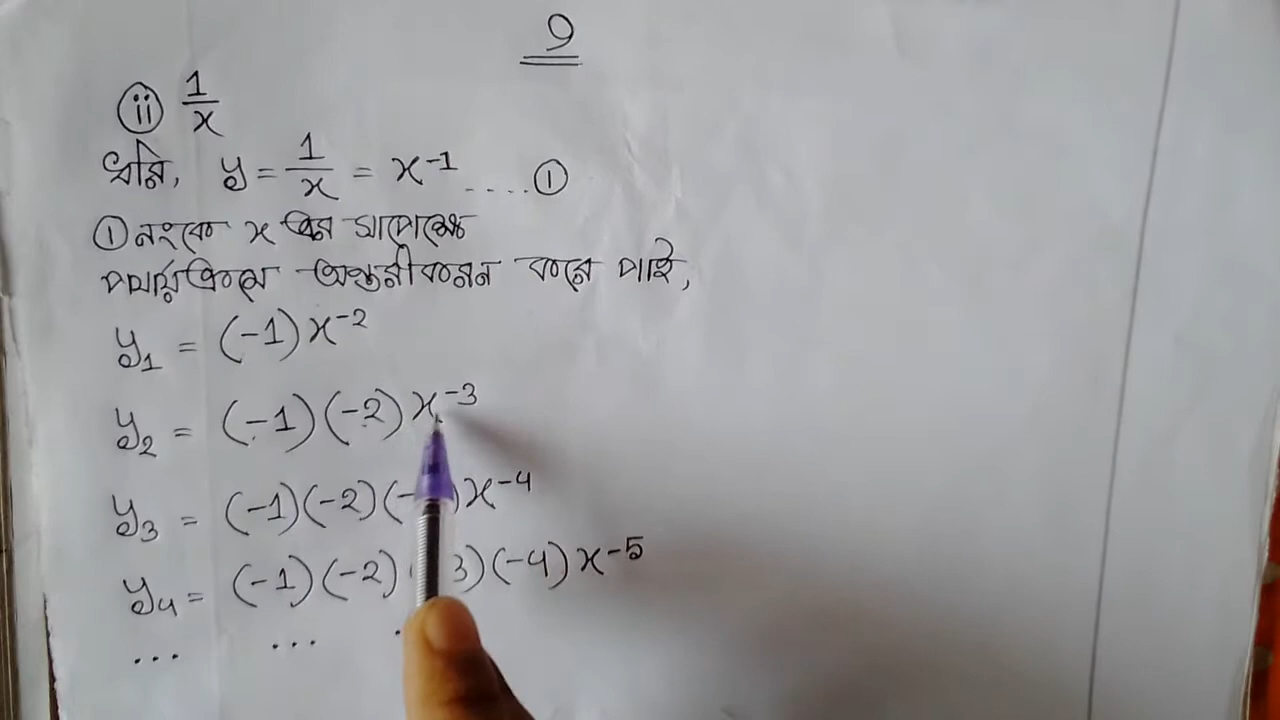 9
ii 1/x
ধরি, y = 1/x = x⁻¹ ..... ①
① নংকে x এর সাপেক্ষে
পর্যায়ক্রমে অন্তরীকরন করে পাই,
y₁ = (-1)x⁻²
y₂ = (-1)(-2)x⁻³
y₃ = (-1)(-2)(- )x⁻⁴
y₄ = (-1)(-2) 3)(-4)x⁻⁵
... ... .